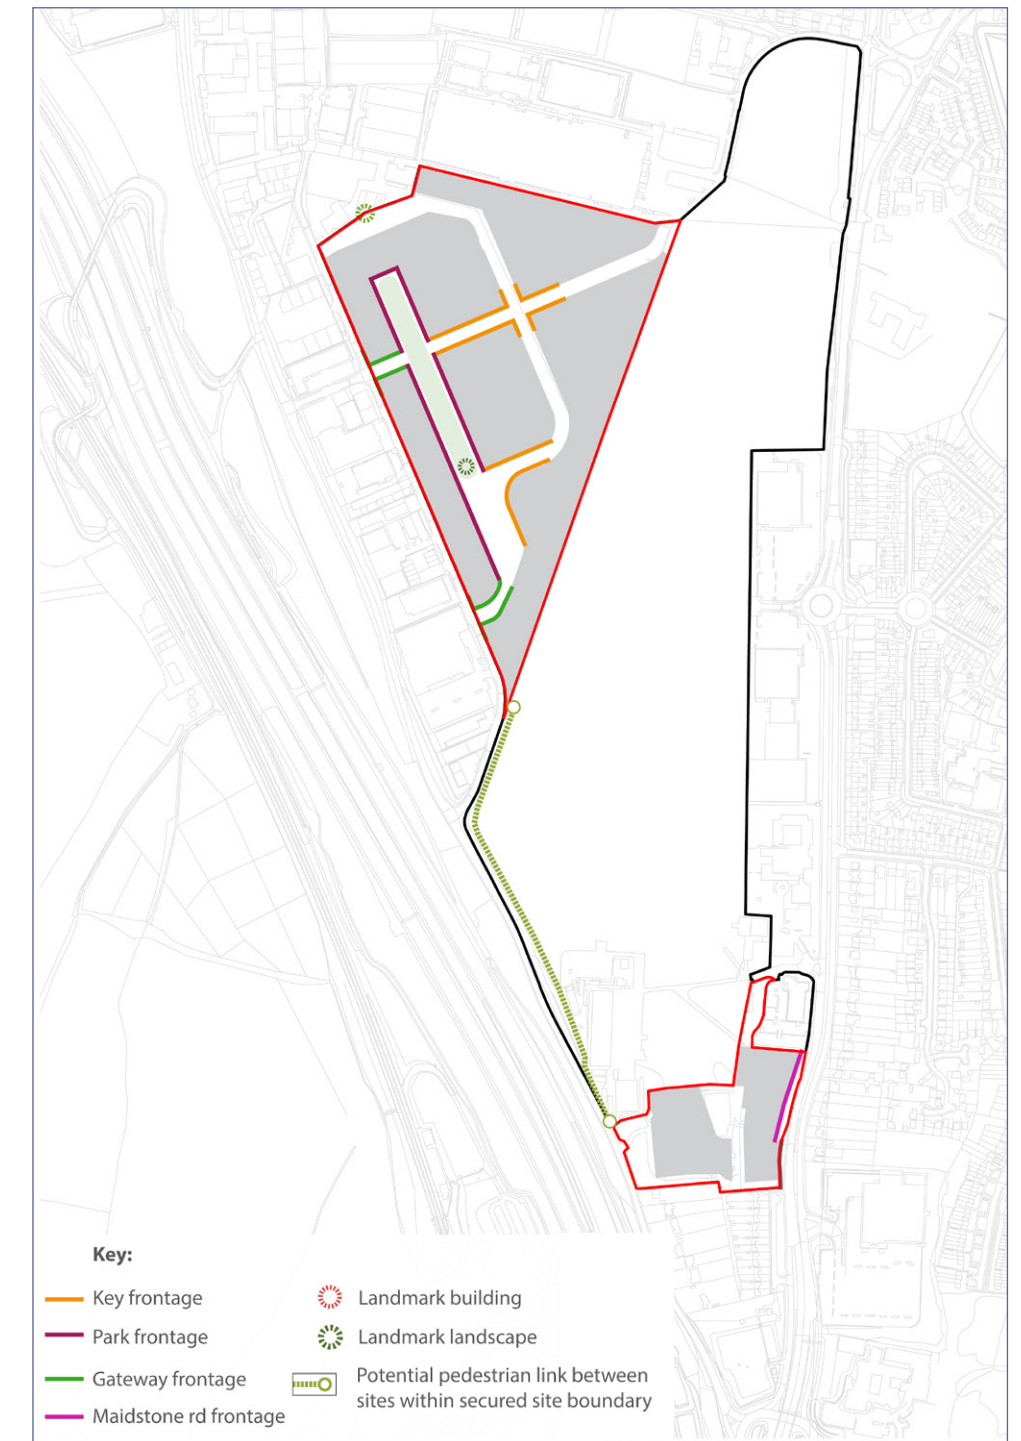 Key:
Key frontage
Park frontage
Gateway frontage
Maidstone rd frontage
Landmark building
Landmark landscape
Potential pedestrian link between
sites within secured site boundary